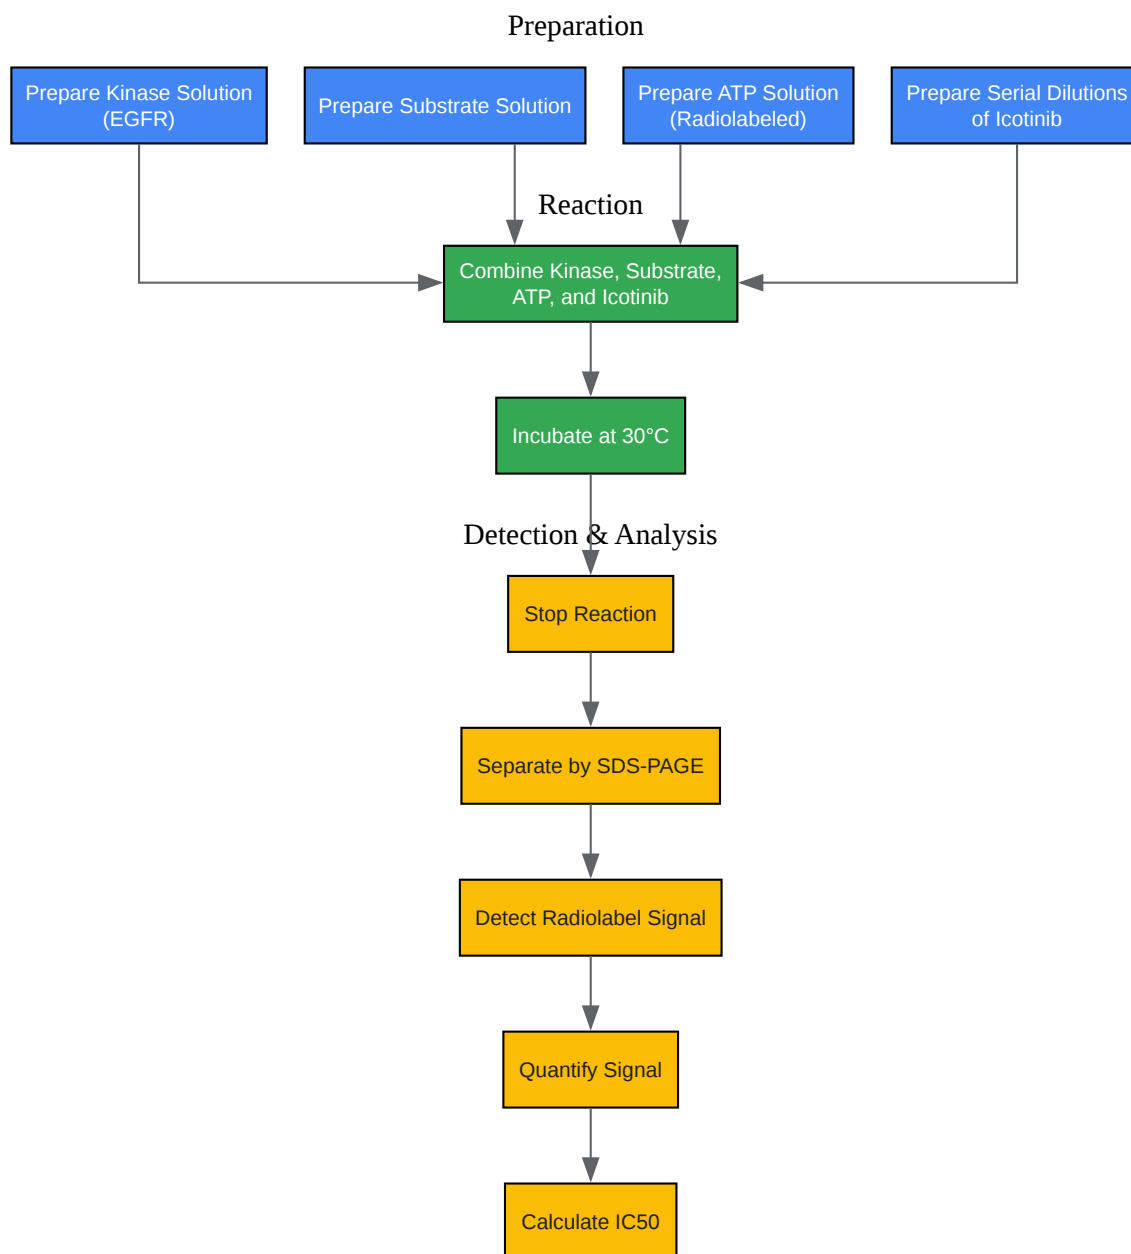 Preparation
Prepare Kinase Solution
(EGFR)
Prepare Substrate Solution
Prepare ATP Solution
(Radiolabeled)
Prepare Serial Dilutions
of Icotinib
Reaction
Combine Kinase, Substrate,
ATP, and Icotinib
Incubate at 30°C
Detection & Analysis
Stop Reaction
Separate by SDS-PAGE
Detect Radiolabel Signal
Quantify Signal
Calculate IC50